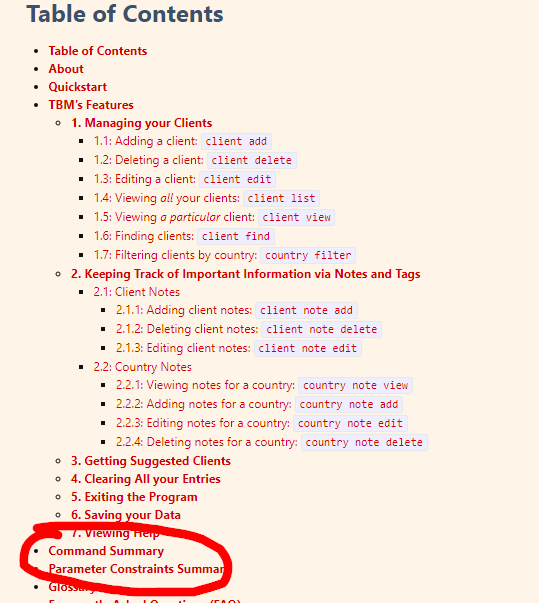 Table of Contents
Table of Contents
About
Quickstart
TBM's Features
1. Managing your Clients
1.1: Adding a client: client add
1.2: Deleting a client: client delete
1.3: Editing a client: client edit
1.4: Viewing all your clients: client list
1.5: Viewing a particular client: client view
1.6: Finding clients: client find
1.7: Filtering clients by country: country filter
2. Keeping Track of Important Information via Notes and Tags
2.1: Client Notes
2.1.1: Adding client notes: client note add
2.1.2: Deleting client notes: client note delete
2.1.3: Editing client notes: client note edit
2.2: Country Notes
2.2.1: Viewing notes for a country: country note view
2.2.2: Adding notes for a country: country note add
2.2.3: Editing notes for a country: country note edit
2.2.4: Deleting notes for a country: country note delete
3. Getting Suggested Clients
4. Clearing All your Entries
5. Exiting the Program
6. Saving your Data
7. Viewing Help
Command Summary
Parameter Constraints Summar
Glossary
Frequently Asked Questions (FAQ)